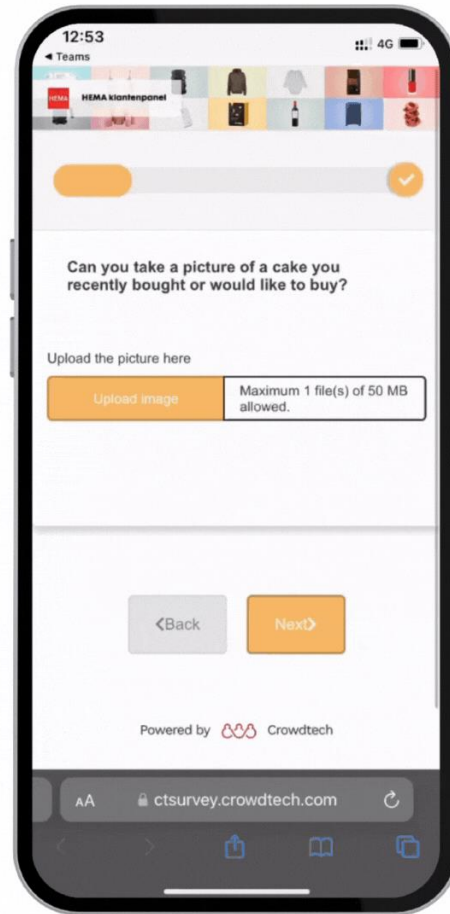 12:53
4G
◀ Teams
HEMA
HEMA klantenpanel
Can you take a picture of a cake you
recently bought or would like to buy?
Upload the picture here
Upload image
Maximum 1 file(s) of 50 MB
allowed.
<Back
Next>
Powered by
Crowdtech
AA
ctsurvey.crowdtech.com